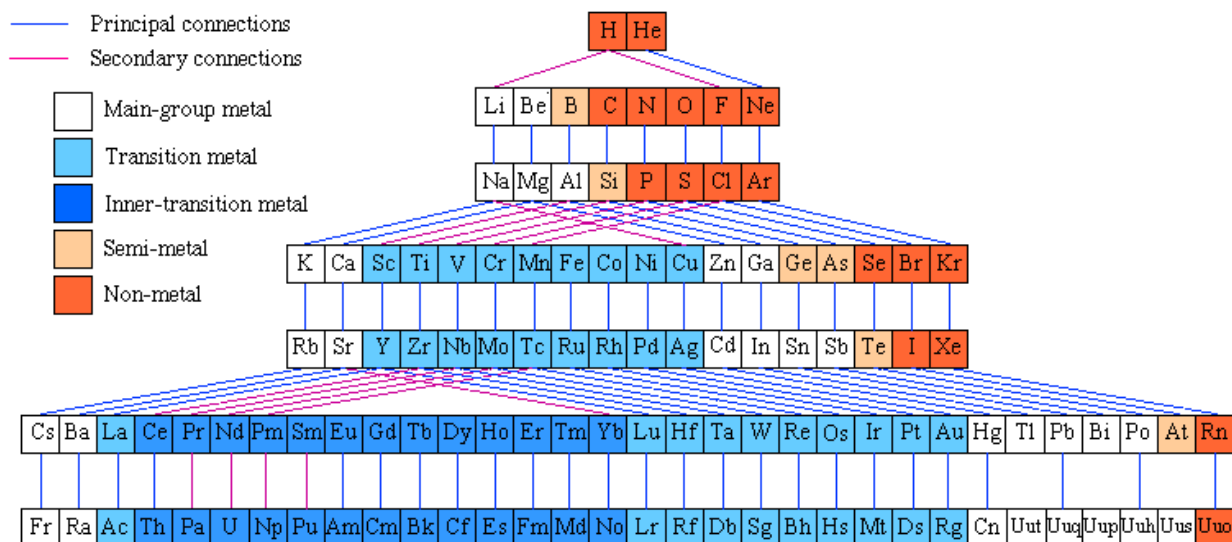 Principal connections
Secondary connections
Main-group metal
Transition metal
Inner-transition metal
Semi-metal
Non-metal
H He
Li Be B C N O F Ne
Na Mg Al Si P S Cl Ar
K Ca Sc Ti V Cr Mn Fe Co Ni Cu Zn Ga Ge As Se Br Kr
Rb Sr Y Zr Nb Mo Tc Ru Rh Pd Ag Cd In Sn Sb Te I Xe
Cs Ba La Ce Pr Nd Pm Sm Eu Gd Tb Dy Ho Er Tm Yb Lu Hf Ta W Re Os Ir Pt Au Hg Tl Pb Bi Po At Rn
Fr Ra Ac Th Pa U Np Pu Am Cm Bk Cf Es Fm Md No Lr Rf Db Sg Bh Hs Mt Ds Rg Cn Uut Uuq Uup Uuh Uus Uuo